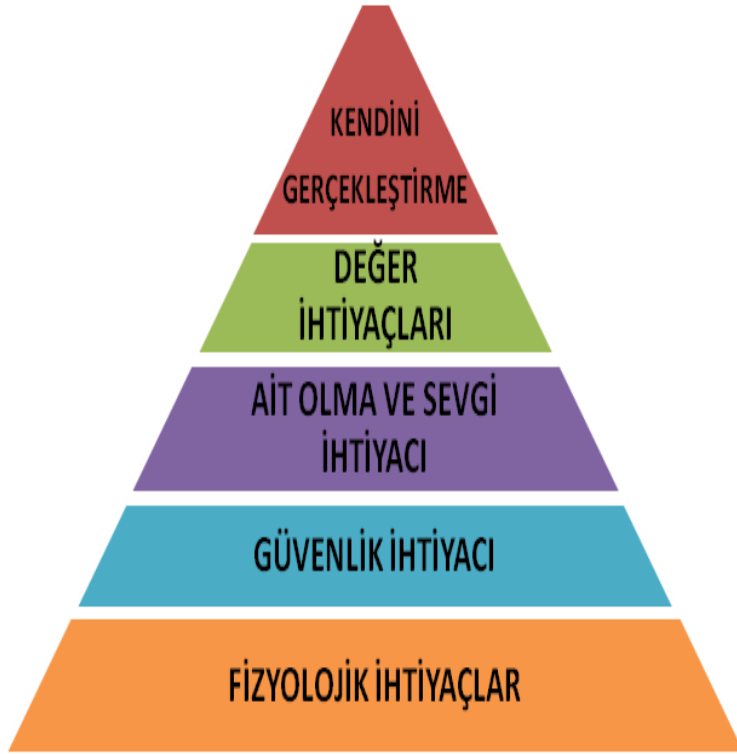 KENDİNİ
GERÇEKLEŞTİRME
DEĞER
İHTİYAÇLARI
AİT OLMA VE SEVGİ
İHTİYACI
GÜVENLİK İHTİYACI
FİZYOLOJİK İHTİYAÇLAR